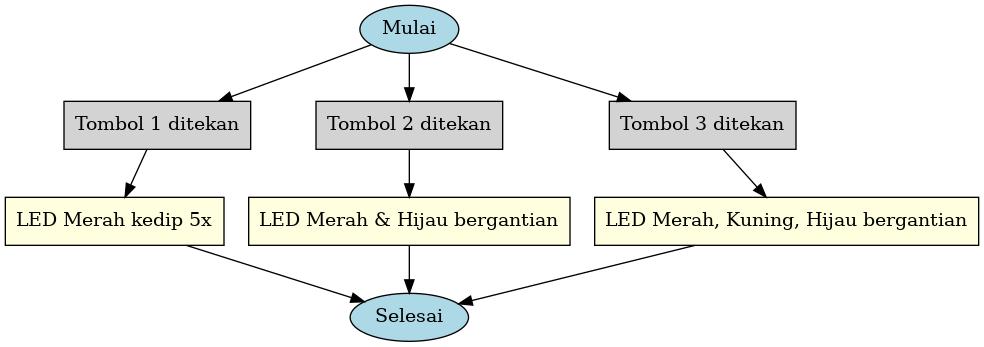 Mulai
Tombol 1 ditekan
Tombol 2 ditekan
Tombol 3 ditekan
LED Merah kedip 5x
LED Merah & Hijau bergantian
LED Merah, Kuning, Hijau bergantian
Selesai